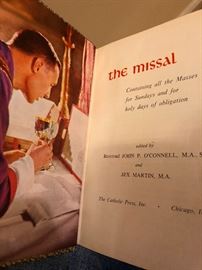 the missal
Containing all the Masses
for Sundays and for
holy days of obligation
edited by
Reverend JOHN P. O'CONNELL, M.A., S
AND
JEX MARTIN, M.A.
The Catholic Press, Inc. Chicago, I